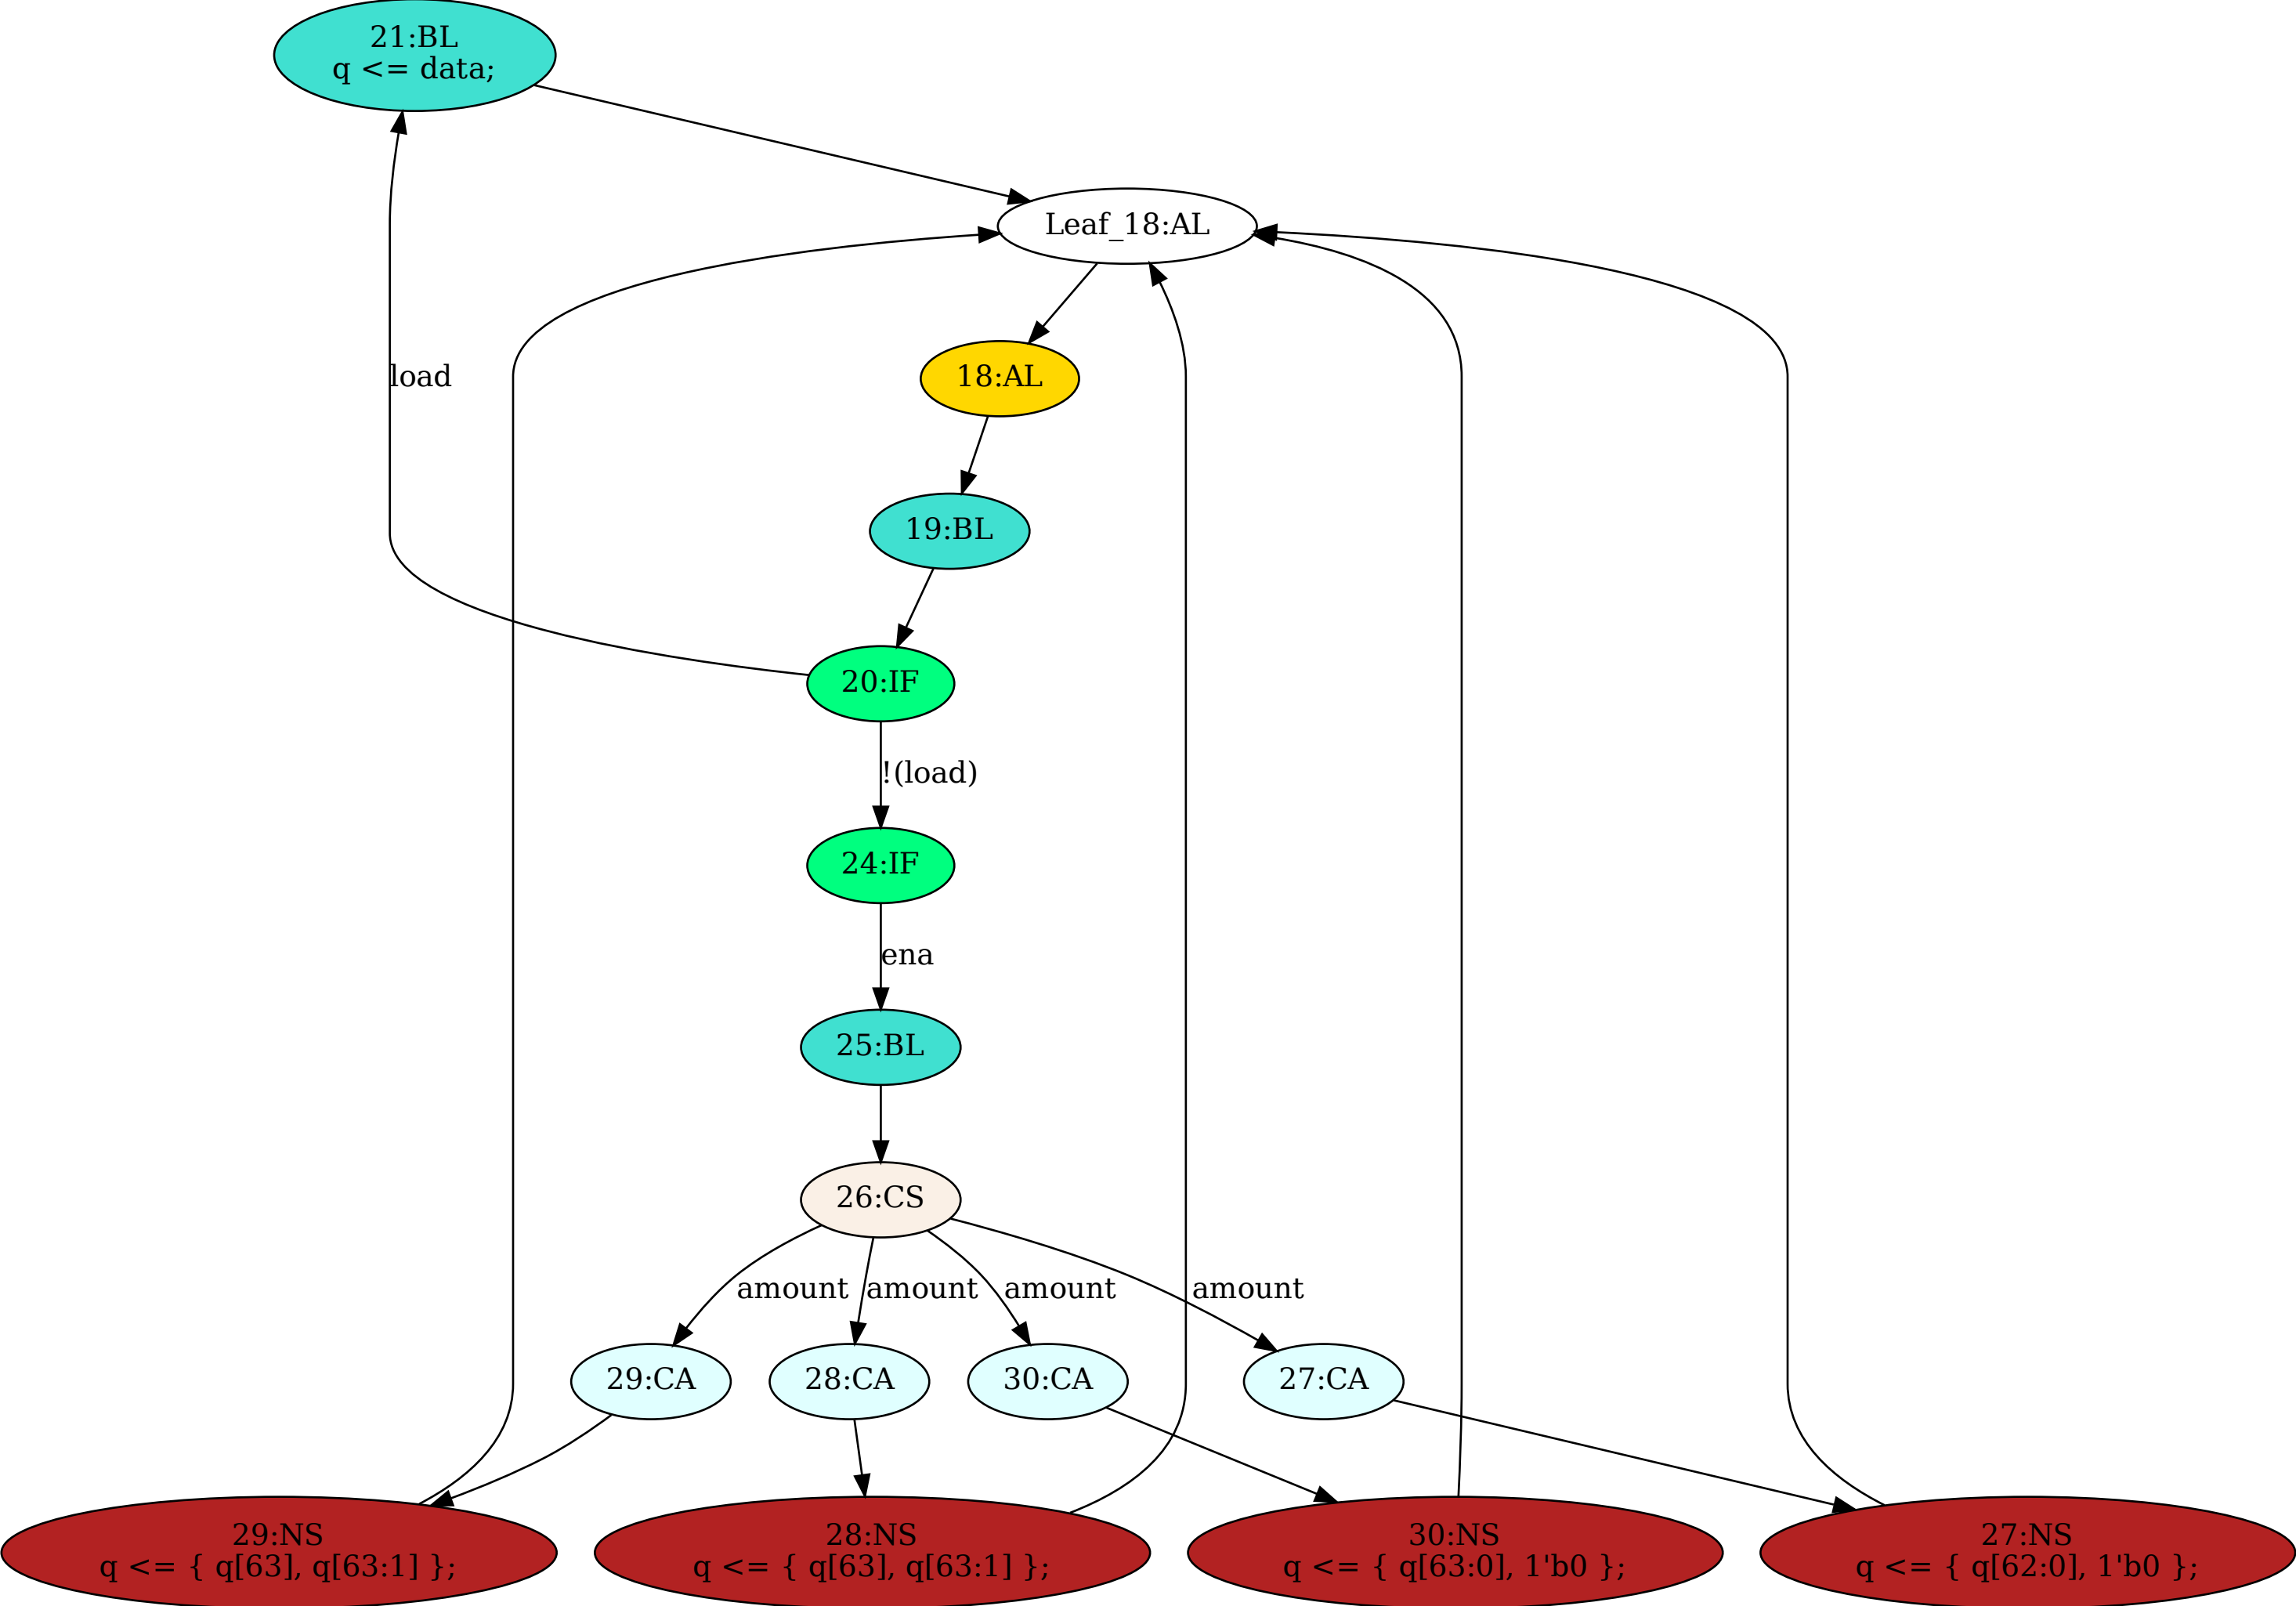 21:BL
q <= data;
Leaf_18:AL
load
18:AL
19:BL
20:IF
!(load)
24:IF
ena
25:BL
26:CS
amount
amount
amount
amount
29:CA
28:CA
30:CA
27:CA
29:NS
q <= { q[63], q[63:1] };
28:NS
q <= { q[63], q[63:1] };
30:NS
q <= { q[63:0], 1'b0 };
27:NS
q <= { q[62:0], 1'b0 };